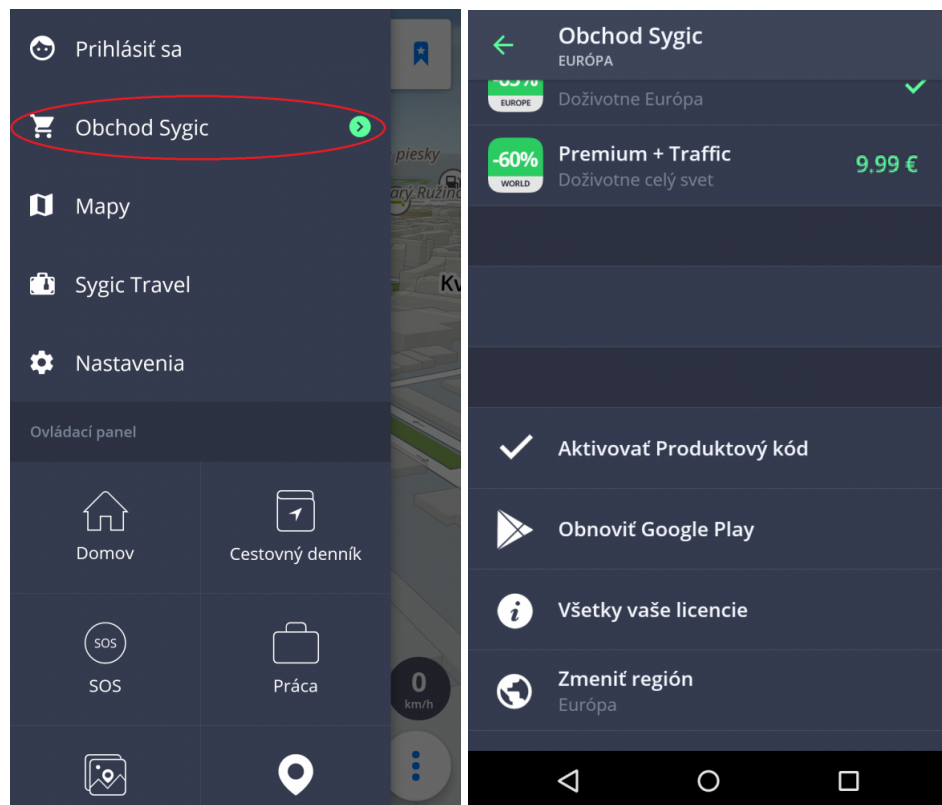 Prihlásiť sa
Obchod Sygic
Mapy
Sygic Travel
Nastavenia
Ovládací panel
Domov
Cestovný denník
SOS
SOS
Práca
piesky
Kv
0
km/h
Obchod Sygic
EURÓPA
EUROPE
Doživotne Európa
-60%
WORLD
Premium + Traffic
Doživotne celý svet
9,99 €
Aktivovať Produktový kód
Obnoviť Google Play
Všetky vaše licencie
Zmeniť región
Európa